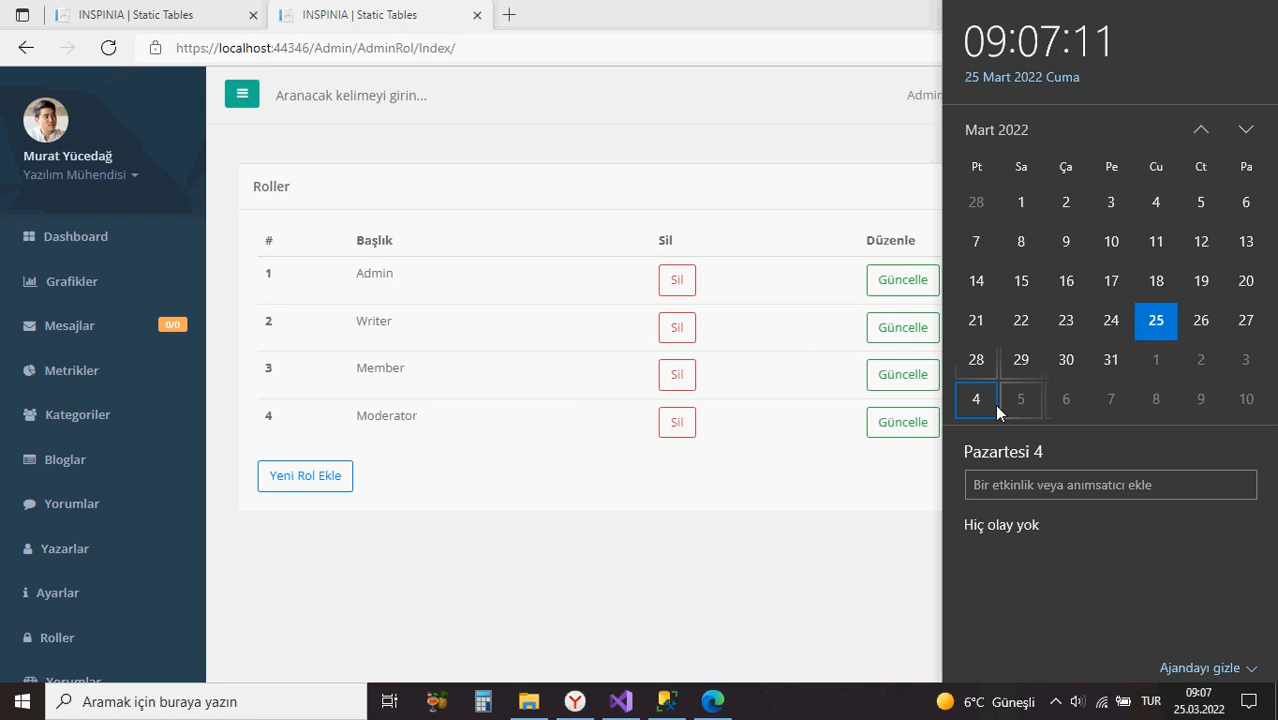 INSPINIA | Static Tables
INSPINIA | Static Tables
https://localhost:44346/Admin/AdminRol/Index/
Murat Yücedağ
Yazılım Mühendisi
Dashboard
Grafikler
Mesajlar
0/0
Metrikler
Kategoriler
Bloglar
Yorumlar
Yazarlar
Ayarlar
Roller
Yorumlar
Aranacak kelimeyi girin...
Admin
Roller
# Başlık Sil Düzenle
1 Admin Sil Güncelle
2 Writer Sil Güncelle
3 Member Sil Güncelle
4 Moderator Sil Güncelle
Yeni Rol Ekle
09:07:11
25 Mart 2022 Cuma
Mart 2022
Pt Sa Ça Pe Cu Ct Pa
28 1 2 3 4 5 6
7 8 9 10 11 12 13
14 15 16 17 18 19 20
21 22 23 24 25 26 27
28 29 30 31 1 2 3
4 5 6 7 8 9 10
Pazartesi 4
Bir etkinlik veya anımsatıcı ekle
Hiç olay yok
Ajandayı gizle
Aramak için buraya yazın
6°C Güneşli
TUR
09:07
25.03.2022